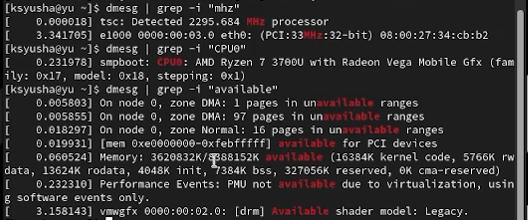 [ksyusha@yu ~]$ dmesg | grep -i "mhz"
[    0.000018] tsc: Detected 2295.684 MHz processor
[    3.341705] e1000 0000:00:03.0 eth0: (PCI:33MHz:32-bit) 08:00:27:34:cb:b2
[ksyusha@yu ~]$ dmesg | grep -i "CPU0"
[    0.231978] smpboot: CPU0: AMD Ryzen 7 3700U with Radeon Vega Mobile Gfx (fam
ily: 0x17, model: 0x18, stepping: 0x1)
[ksyusha@yu ~]$ dmesg | grep -i "available"
[    0.005803] On node 0, zone DMA: 1 pages in unavailable ranges
[    0.005855] On node 0, zone DMA: 97 pages in unavailable ranges
[    0.018297] On node 0, zone Normal: 16 pages in unavailable ranges
[    0.019931] [mem 0xe0000000-0xfebfffff] available for PCI devices
[    0.060524] Memory: 3620832K/8388152K available (16384K kernel code, 5766K rw
data, 13624K rodata, 4048K init, 7384K bss, 327056K reserved, 0K cma-reserved)
[    0.232310] Performance Events: PMU not available due to virtualization, usin
g software events only.
[    3.158143] vmwgfx 0000:00:02.0: [drm] Available shader model: Legacy.